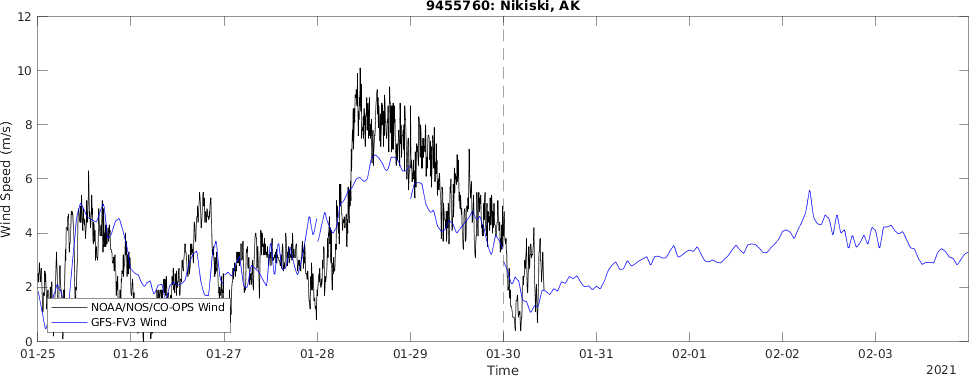 9455760: Nikiski, AK
12
10
8
6
4
2
0
Wind Speed (m/s)
NOAA/NOS/CO-OPS Wind
GFS-FV3 Wind
01-25 01-26 01-27 01-28 01-29 01-30 01-31 02-01 02-02 02-03
Time
2021